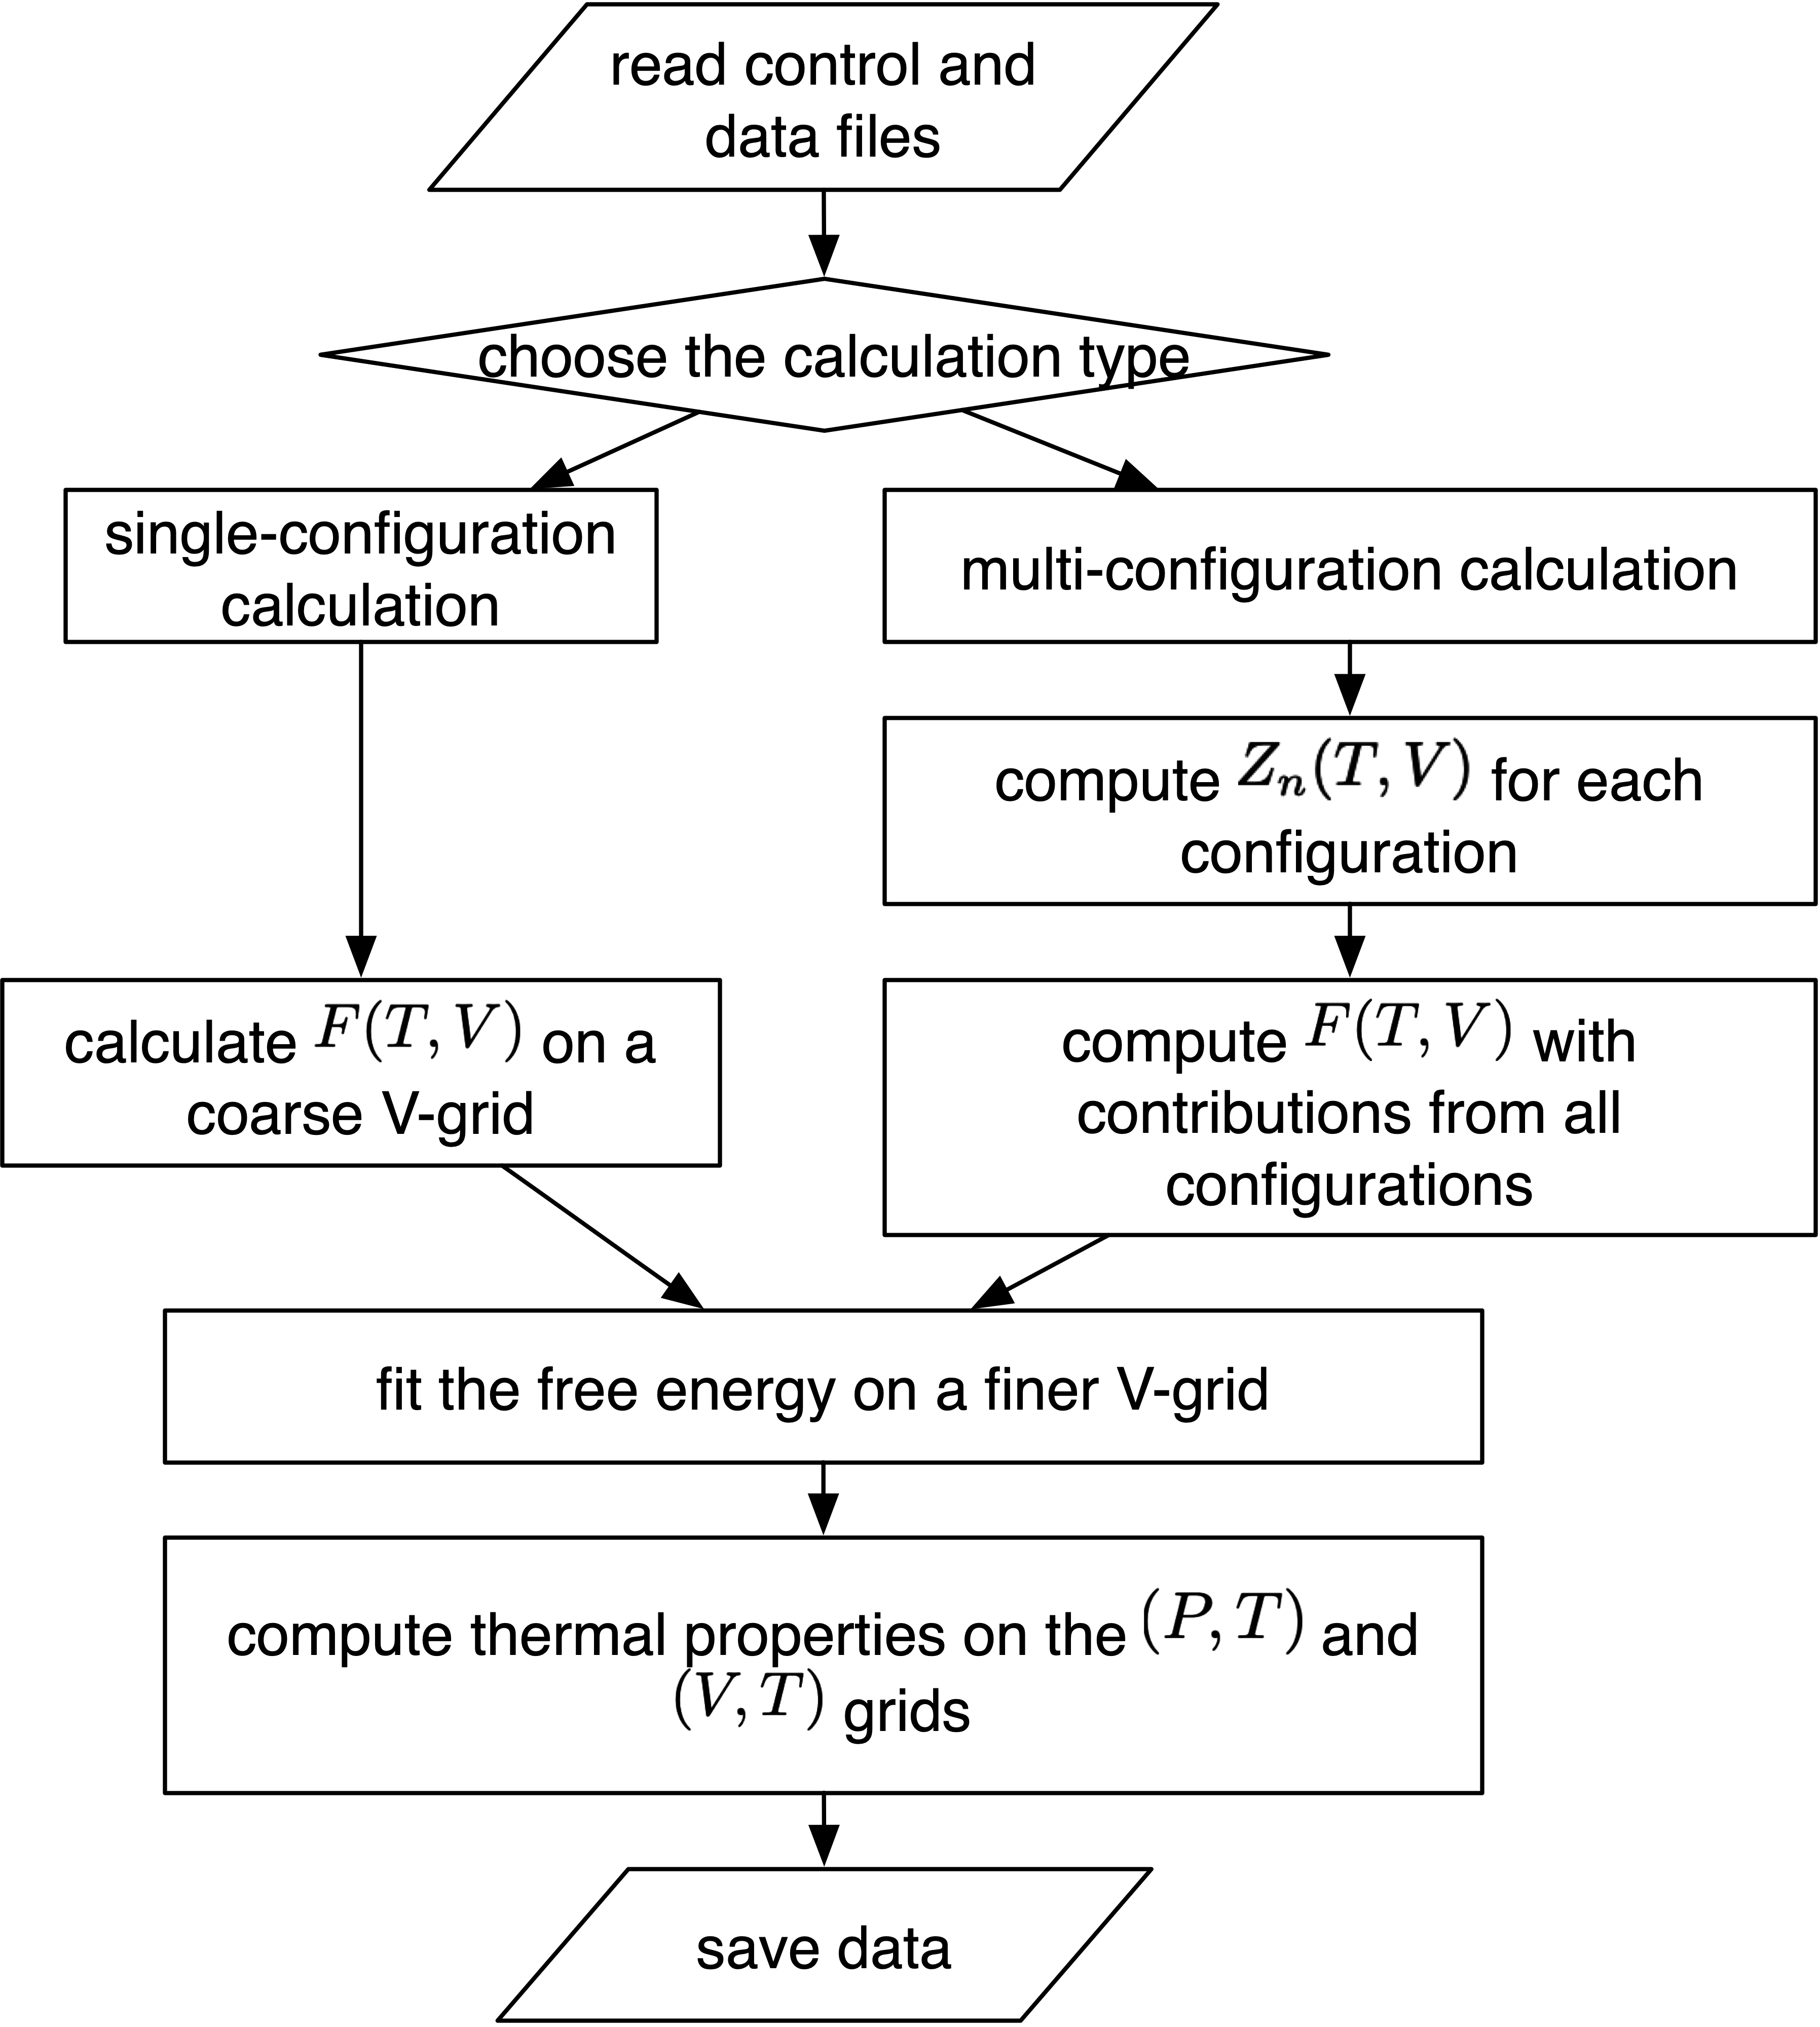 read control and
data files
choose the calculation type
single-configuration
calculation
multi-configuration calculation
compute Zₙ(T, V) for each
configuration
calculate F(T, V) on a
coarse V-grid
compute F(T, V) with
contributions from all
configurations
fit the free energy on a finer V-grid
compute thermal properties on the (P, T) and
(V, T) grids
save data